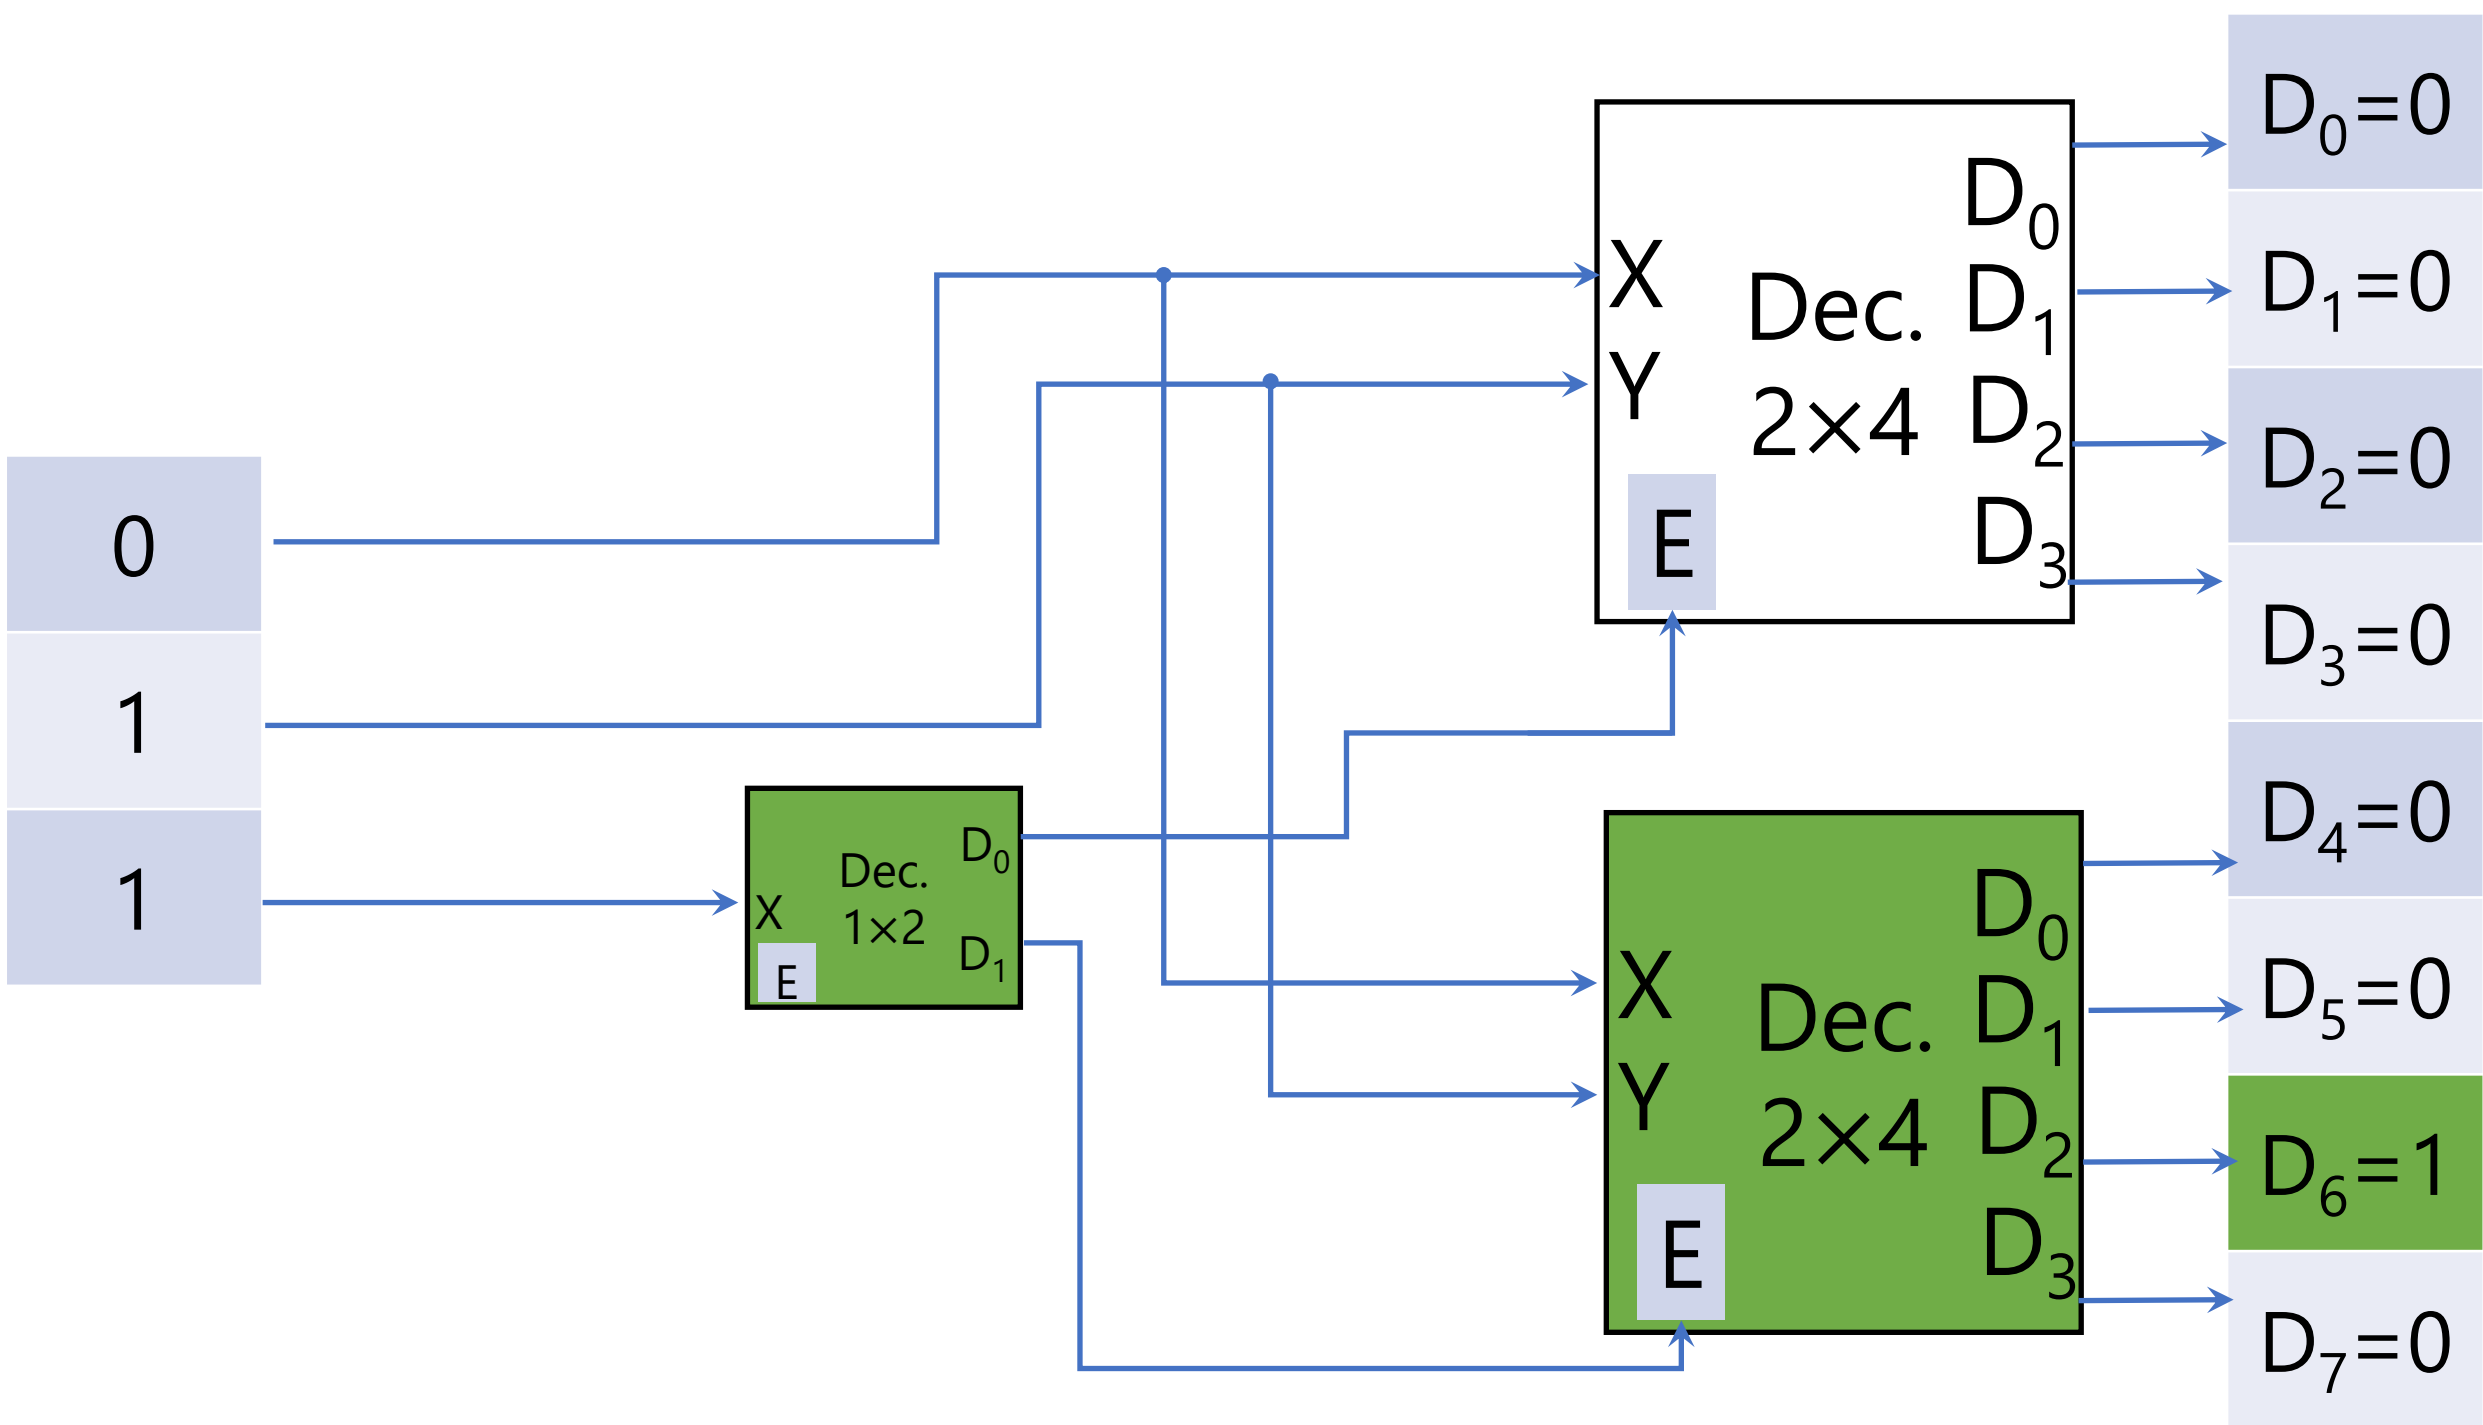 0
1
1
X
Dec.
1×2
D₀
D₁
E
X
Y
Dec.
2×4
D₀
D₁
D₂
D₃
E
X
Y
Dec.
2×4
D₀
D₁
D₂
D₃
E
D₀=0
D₁=0
D₂=0
D₃=0
D₄=0
D₅=0
D₆=1
D₇=0